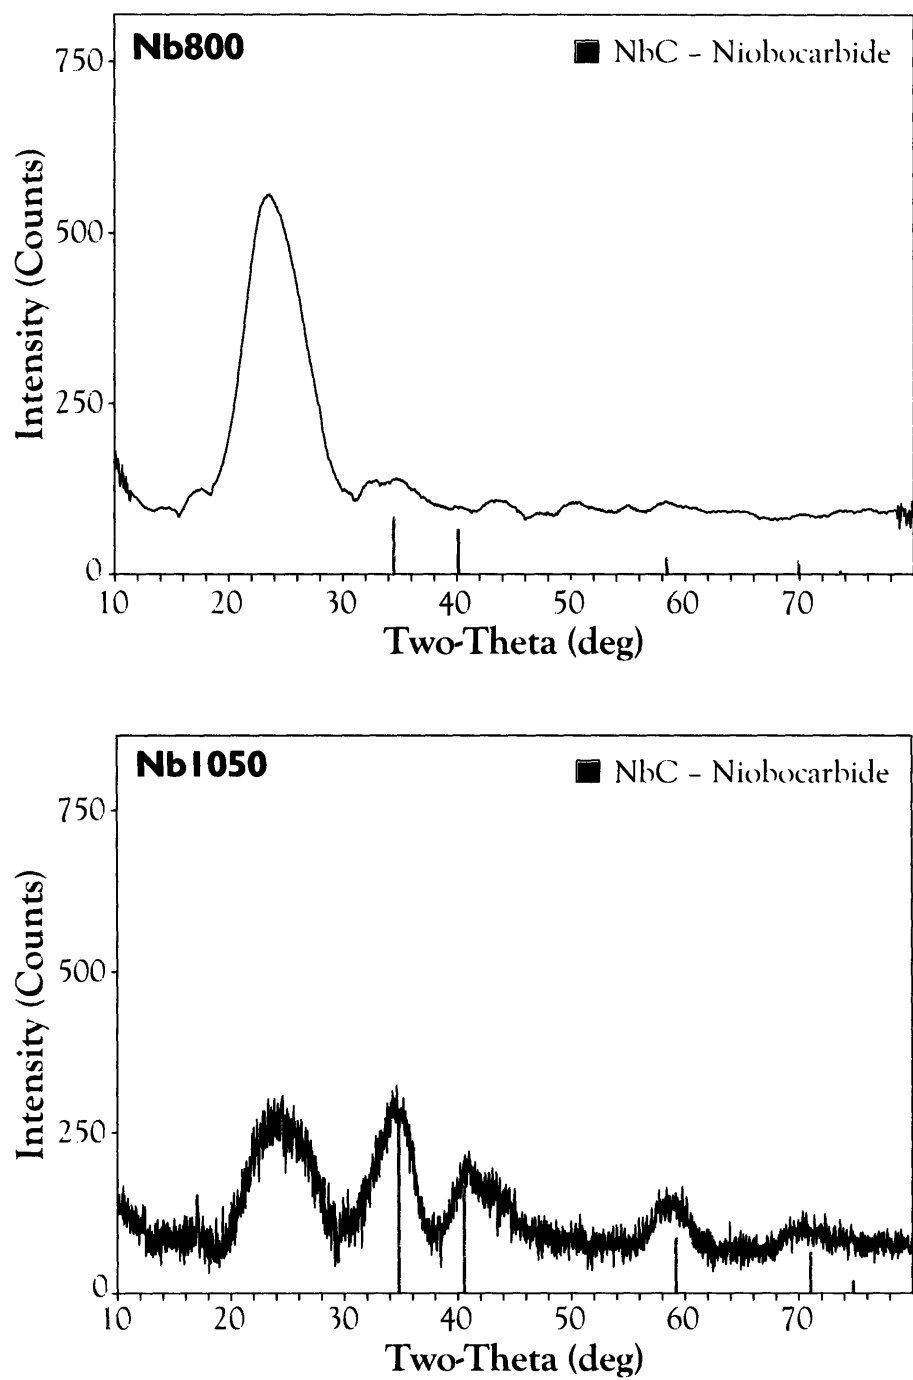 Nb800
NbC - Niobocarbide
750
500
250
0
Intensity (Counts)
10 20 30 40 50 60 70
Two-Theta (deg)
Nb1050
NbC - Niobocarbide
750
500
250
0
Intensity (Counts)
10 20 30 40 50 60 70
Two-Theta (deg)